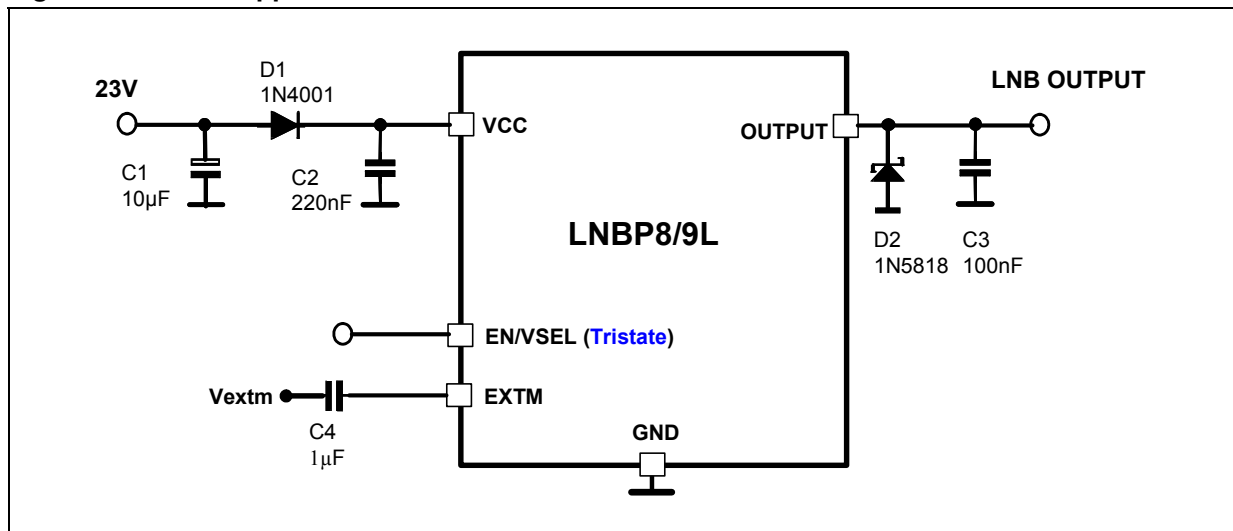 23V
D1
1N4001
C1
10µF
C2
220nF
VCC
OUTPUT
LNB OUTPUT
LNBP8/9L
D2
1N5818
C3
100nF
EN/VSEL (Tristate)
Vextm
EXTM
C4
1µF
GND